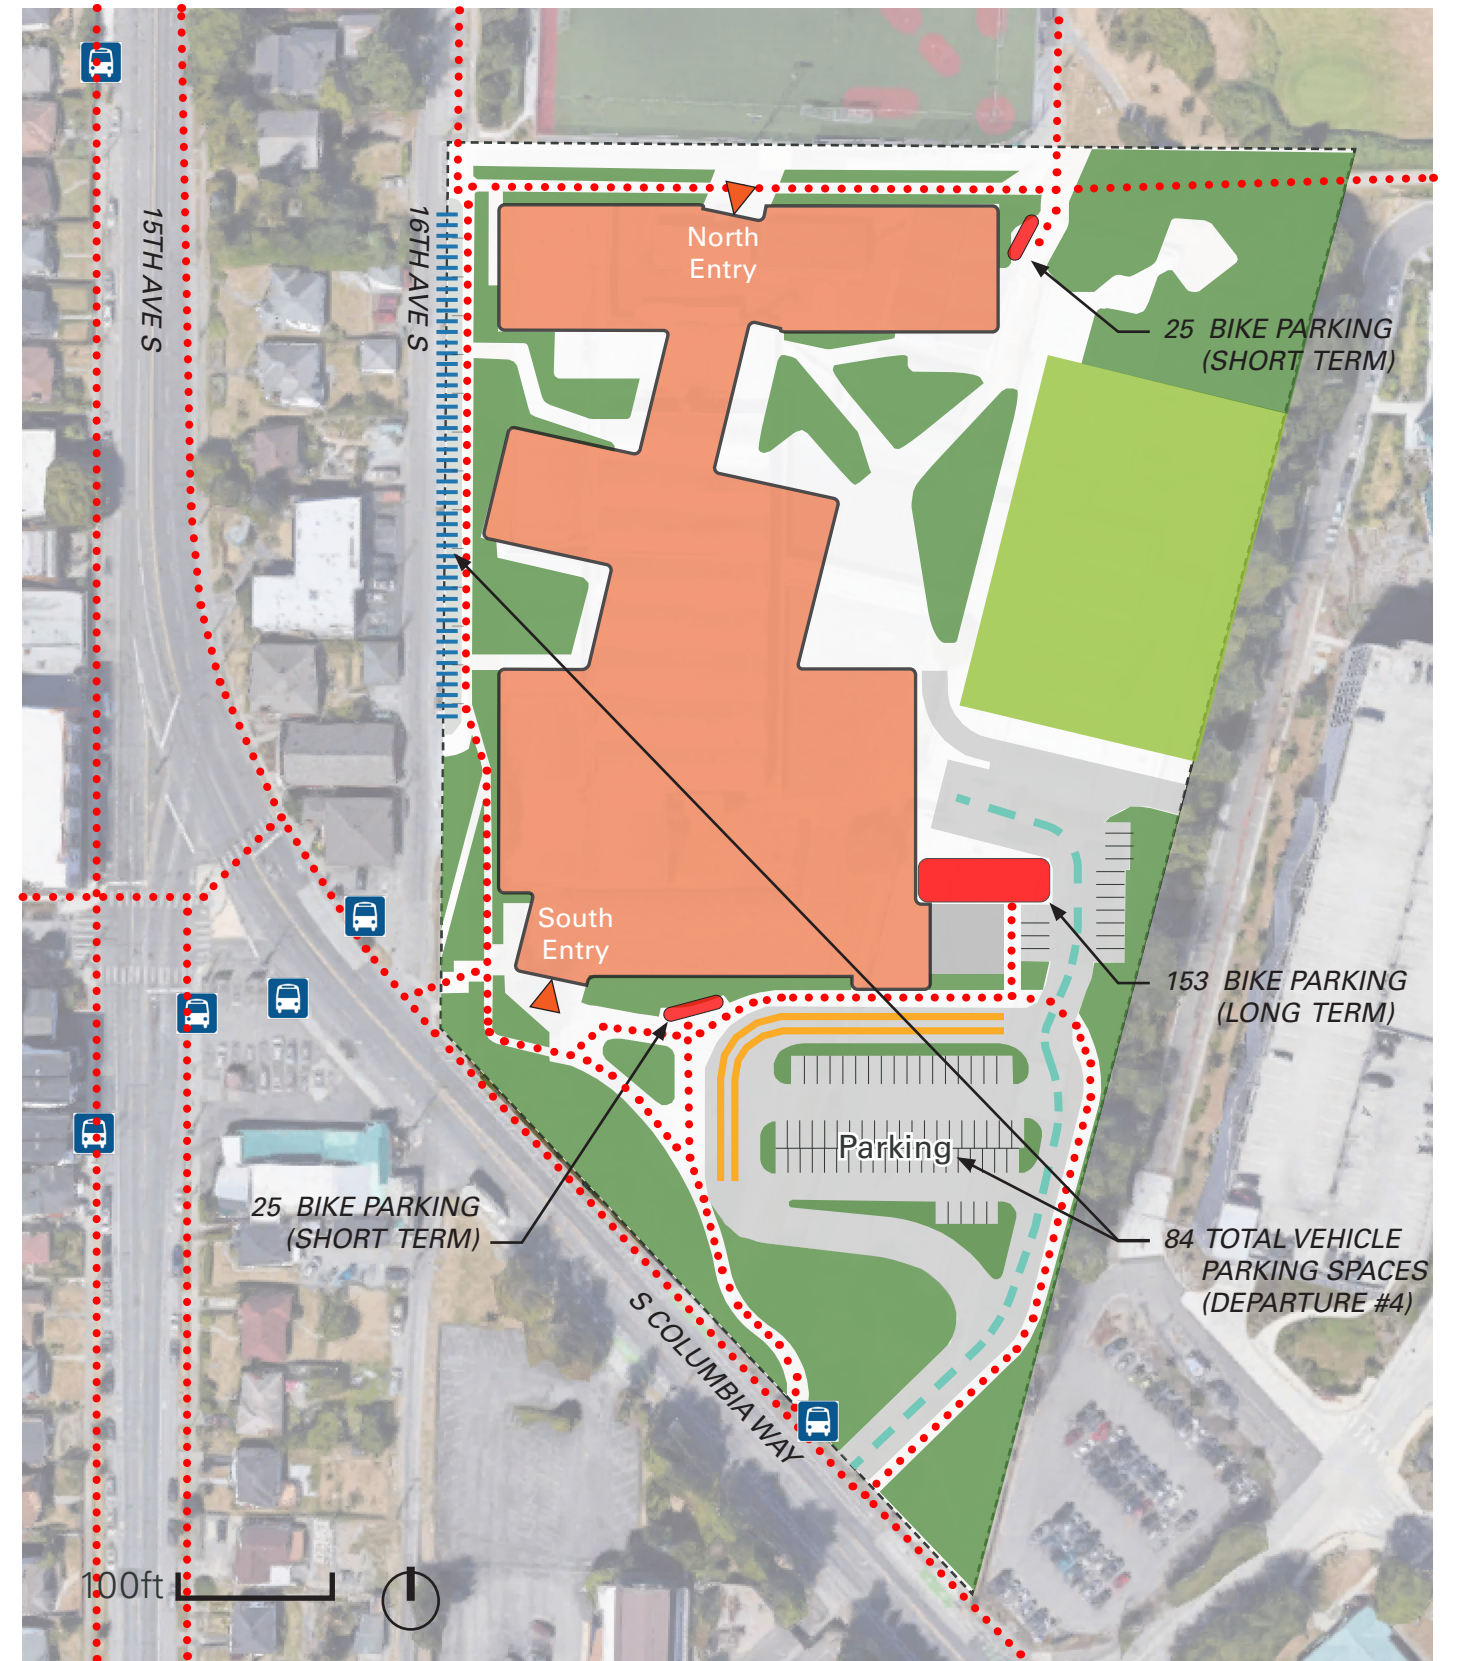 15TH AVE S
16TH AVE S
North
Entry
25 BIKE PARKING
(SHORT TERM)
South
Entry
153 BIKE PARKING
(LONG TERM)
Parking
25 BIKE PARKING
(SHORT TERM)
84 TOTAL VEHICLE
PARKING SPACES
(DEPARTURE #4)
S COLUMBIA WAY
100ft